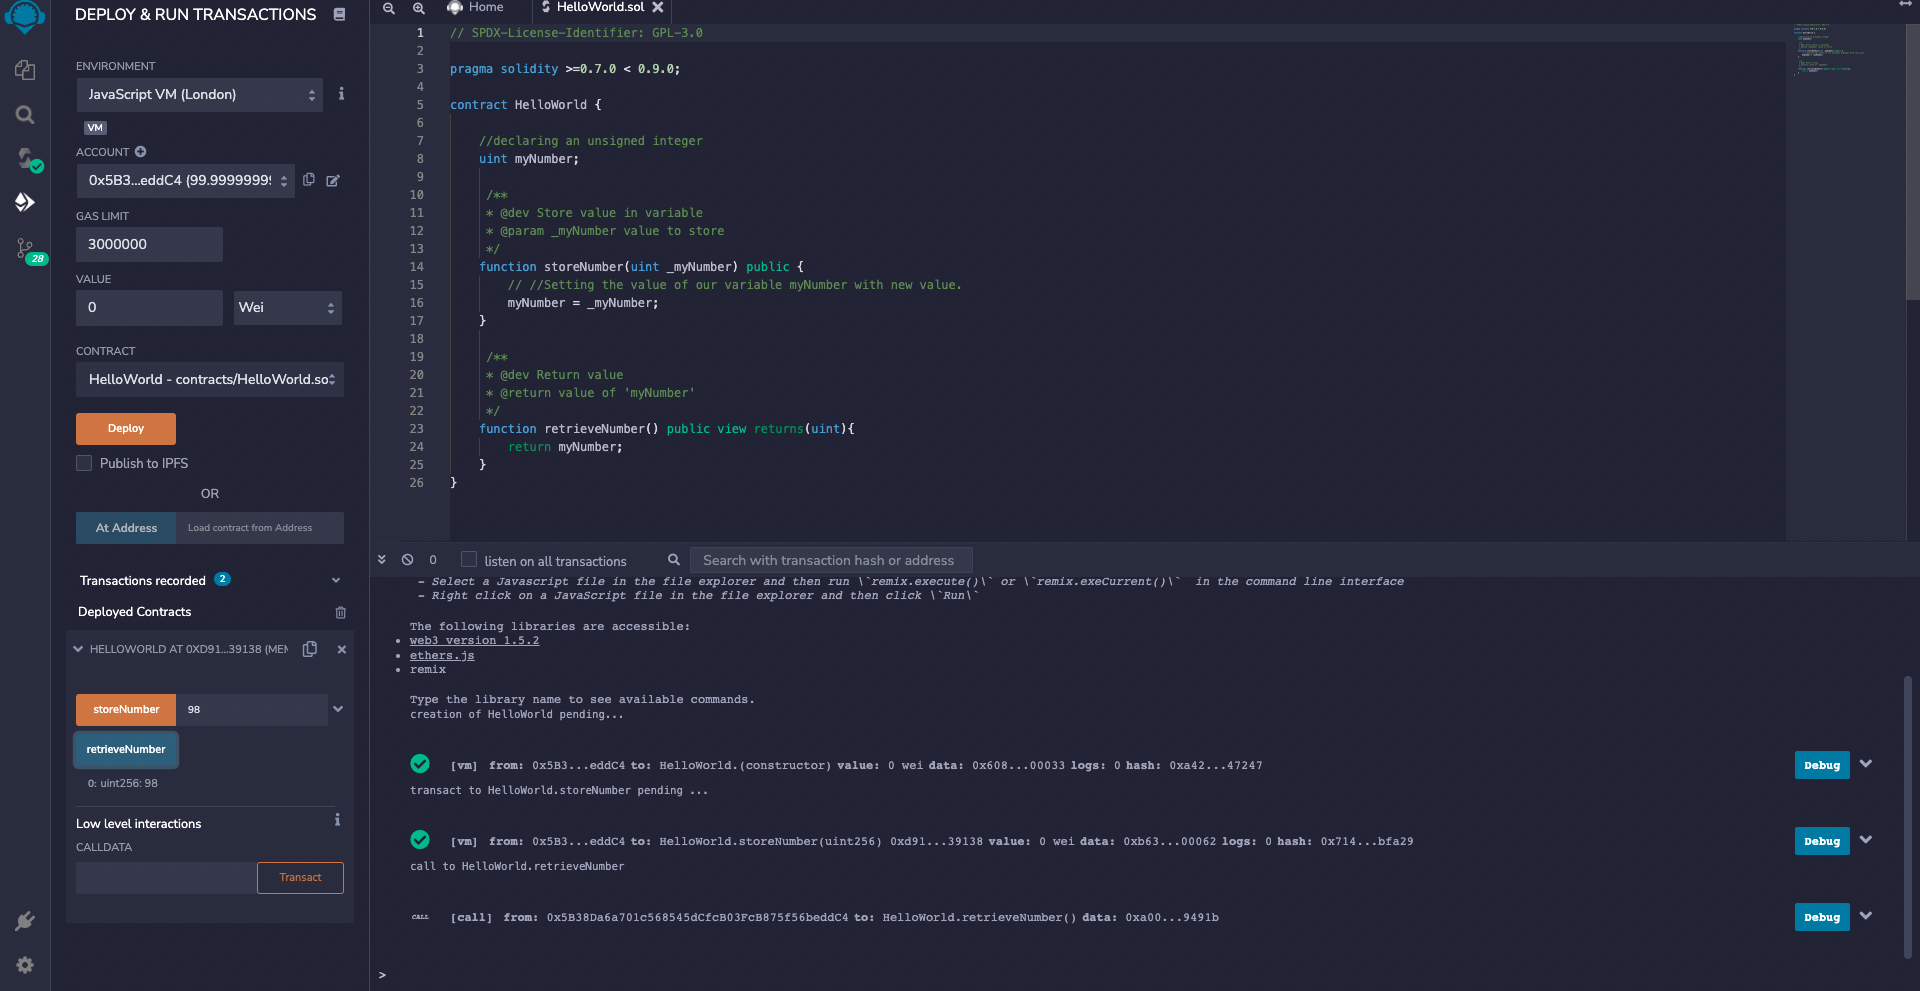 DEPLOY & RUN TRANSACTIONS
ENVIRONMENT
JavaScript VM (London)
VM
ACCOUNT
0x5B3...eddC4 (99.9999999
GAS LIMIT
3000000
VALUE
0
Wei
CONTRACT
HelloWorld - contracts/HelloWorld.so
Deploy
Publish to IPFS
OR
At Address
Load contract from Address
Transactions recorded 2
Deployed Contracts
HELLOWORLD AT 0XD91...39138 (MEM
storeNumber
98
retrieveNumber
0: uint256: 98
Low level interactions
CALLDATA
Transact
28
Home
HelloWorld.sol
1 // SPDX-License-Identifier: GPL-3.0
2
3 pragma solidity >=0.7.0 < 0.9.0;
4
5 contract HelloWorld {
6
7 //declaring an unsigned integer
8 uint myNumber;
9
10 /**
11 * @dev Store value in variable
12 * @param _myNumber value to store
13 */
14 function storeNumber(uint _myNumber) public {
15 // //Setting the value of our variable myNumber with new value.
16 myNumber = _myNumber;
17 }
18
19 /**
20 * @dev Return value
21 * @return value of 'myNumber'
22 */
23 function retrieveNumber() public view returns(uint){
24 return myNumber;
25 }
26 }
0
listen on all transactions
Search with transaction hash or address
- Select a Javascript file in the file explorer and then run \`remix.execute()\` or \`remix.exeCurrent()\` in the command line interface
- Right click on a JavaScript file in the file explorer and then click \`Run\`
The following libraries are accessible:
• web3 version 1.5.2
• ethers.js
• remix
Type the library name to see available commands.
creation of HelloWorld pending...
[vm] from: 0x5B3...eddC4 to: HelloWorld.(constructor) value: 0 wei data: 0x608...00033 logs: 0 hash: 0xa42...47247
Debug
transact to HelloWorld.storeNumber pending ...
[vm] from: 0x5B3...eddC4 to: HelloWorld.storeNumber(uint256) 0xd91...39138 value: 0 wei data: 0xb63...00062 logs: 0 hash: 0x714...bfa29
Debug
call to HelloWorld.retrieveNumber
CALL
[call] from: 0x5B38Da6a701c568545dCfcB03FcB875f56beddC4 to: HelloWorld.retrieveNumber() data: 0xa00...9491b
Debug
>